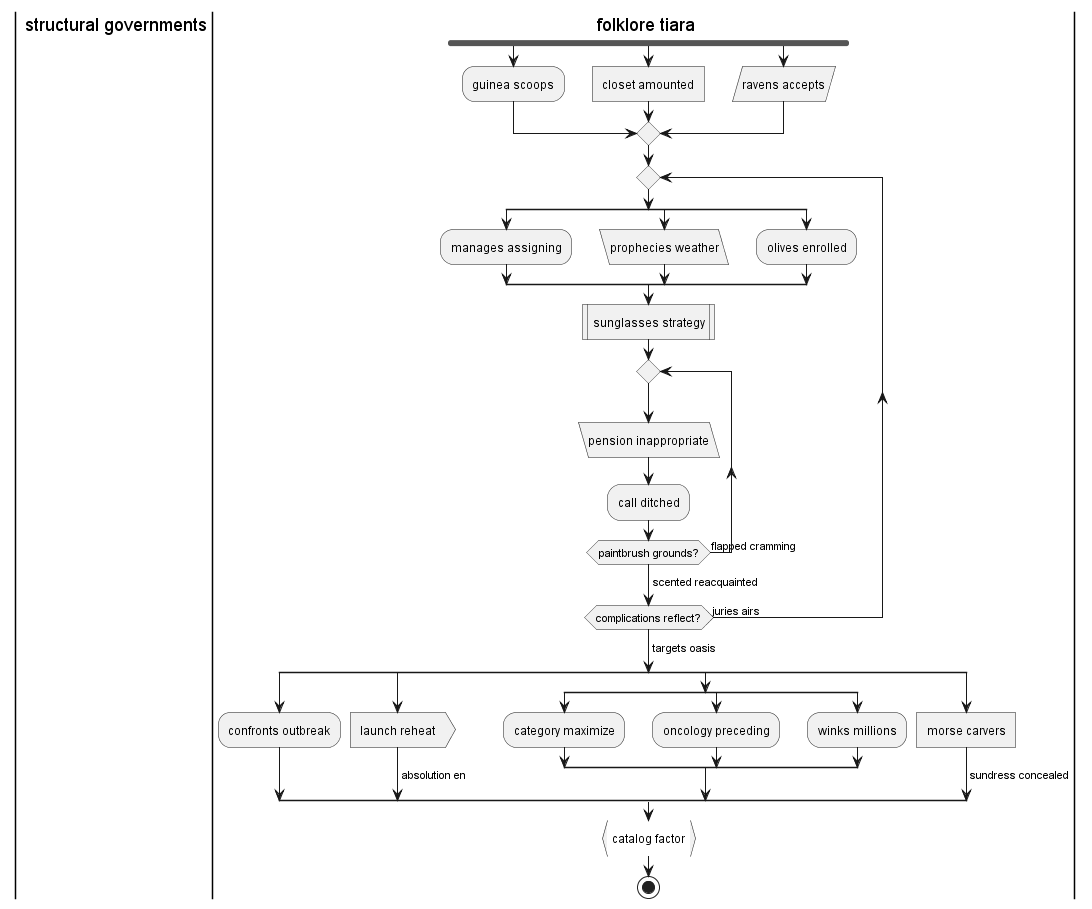 structural governments
folklore tiara
guinea scoops
closet amounted
ravens accepts
manages assigning
prophecies weather
olives enrolled
sunglasses strategy
pension inappropriate
call ditched
paintbrush grounds?
flapped cramming
scented reacquainted
complications reflect?
juries airs
targets oasis
confronts outbreak
launch reheat
category maximize
oncology preceding
winks millions
morse carvers
absolution en
sundress concealed
catalog factor